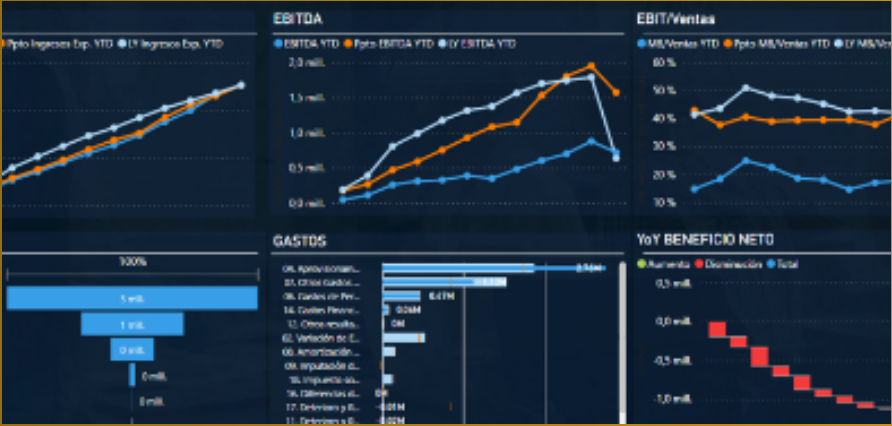 Ppto Ingresos Exp. YTD LY Ingresos Exp. YTD
100%
5 mill.
1 mill.
0 mill.
0 mill.
0 mill.
EBITDA
EBITDA YTD Ppto EBITDA YTD LY EBITDA YTD
2,0 mill.
1,5 mill.
1,0 mill.
0,5 mill.
0,0 mill.
GASTOS
04. Aprovisionam...
07. Otros Gastos...
06. Gastos de Per... 0,47M
14. Gastos Financ... 0,06M
12. Otros resulta... 0M
02. Variación de E...
08. Amortización...
09. Imputación d...
18. Impuesto so...
16. Diferencias d... 0M
17. Deterioro y R... -0,01M
11. Deterioro y R... -0,02M
EBIT/Ventas
MB/Ventas YTD Ppto MB/Ventas YTD LY MB/Ven
60 %
50 %
40 %
30 %
20 %
10 %
YoY BENEFICIO NETO
Aumento Disminución Total
0,5 mill.
0,0 mill.
-0,5 mill.
-1,0 mill.